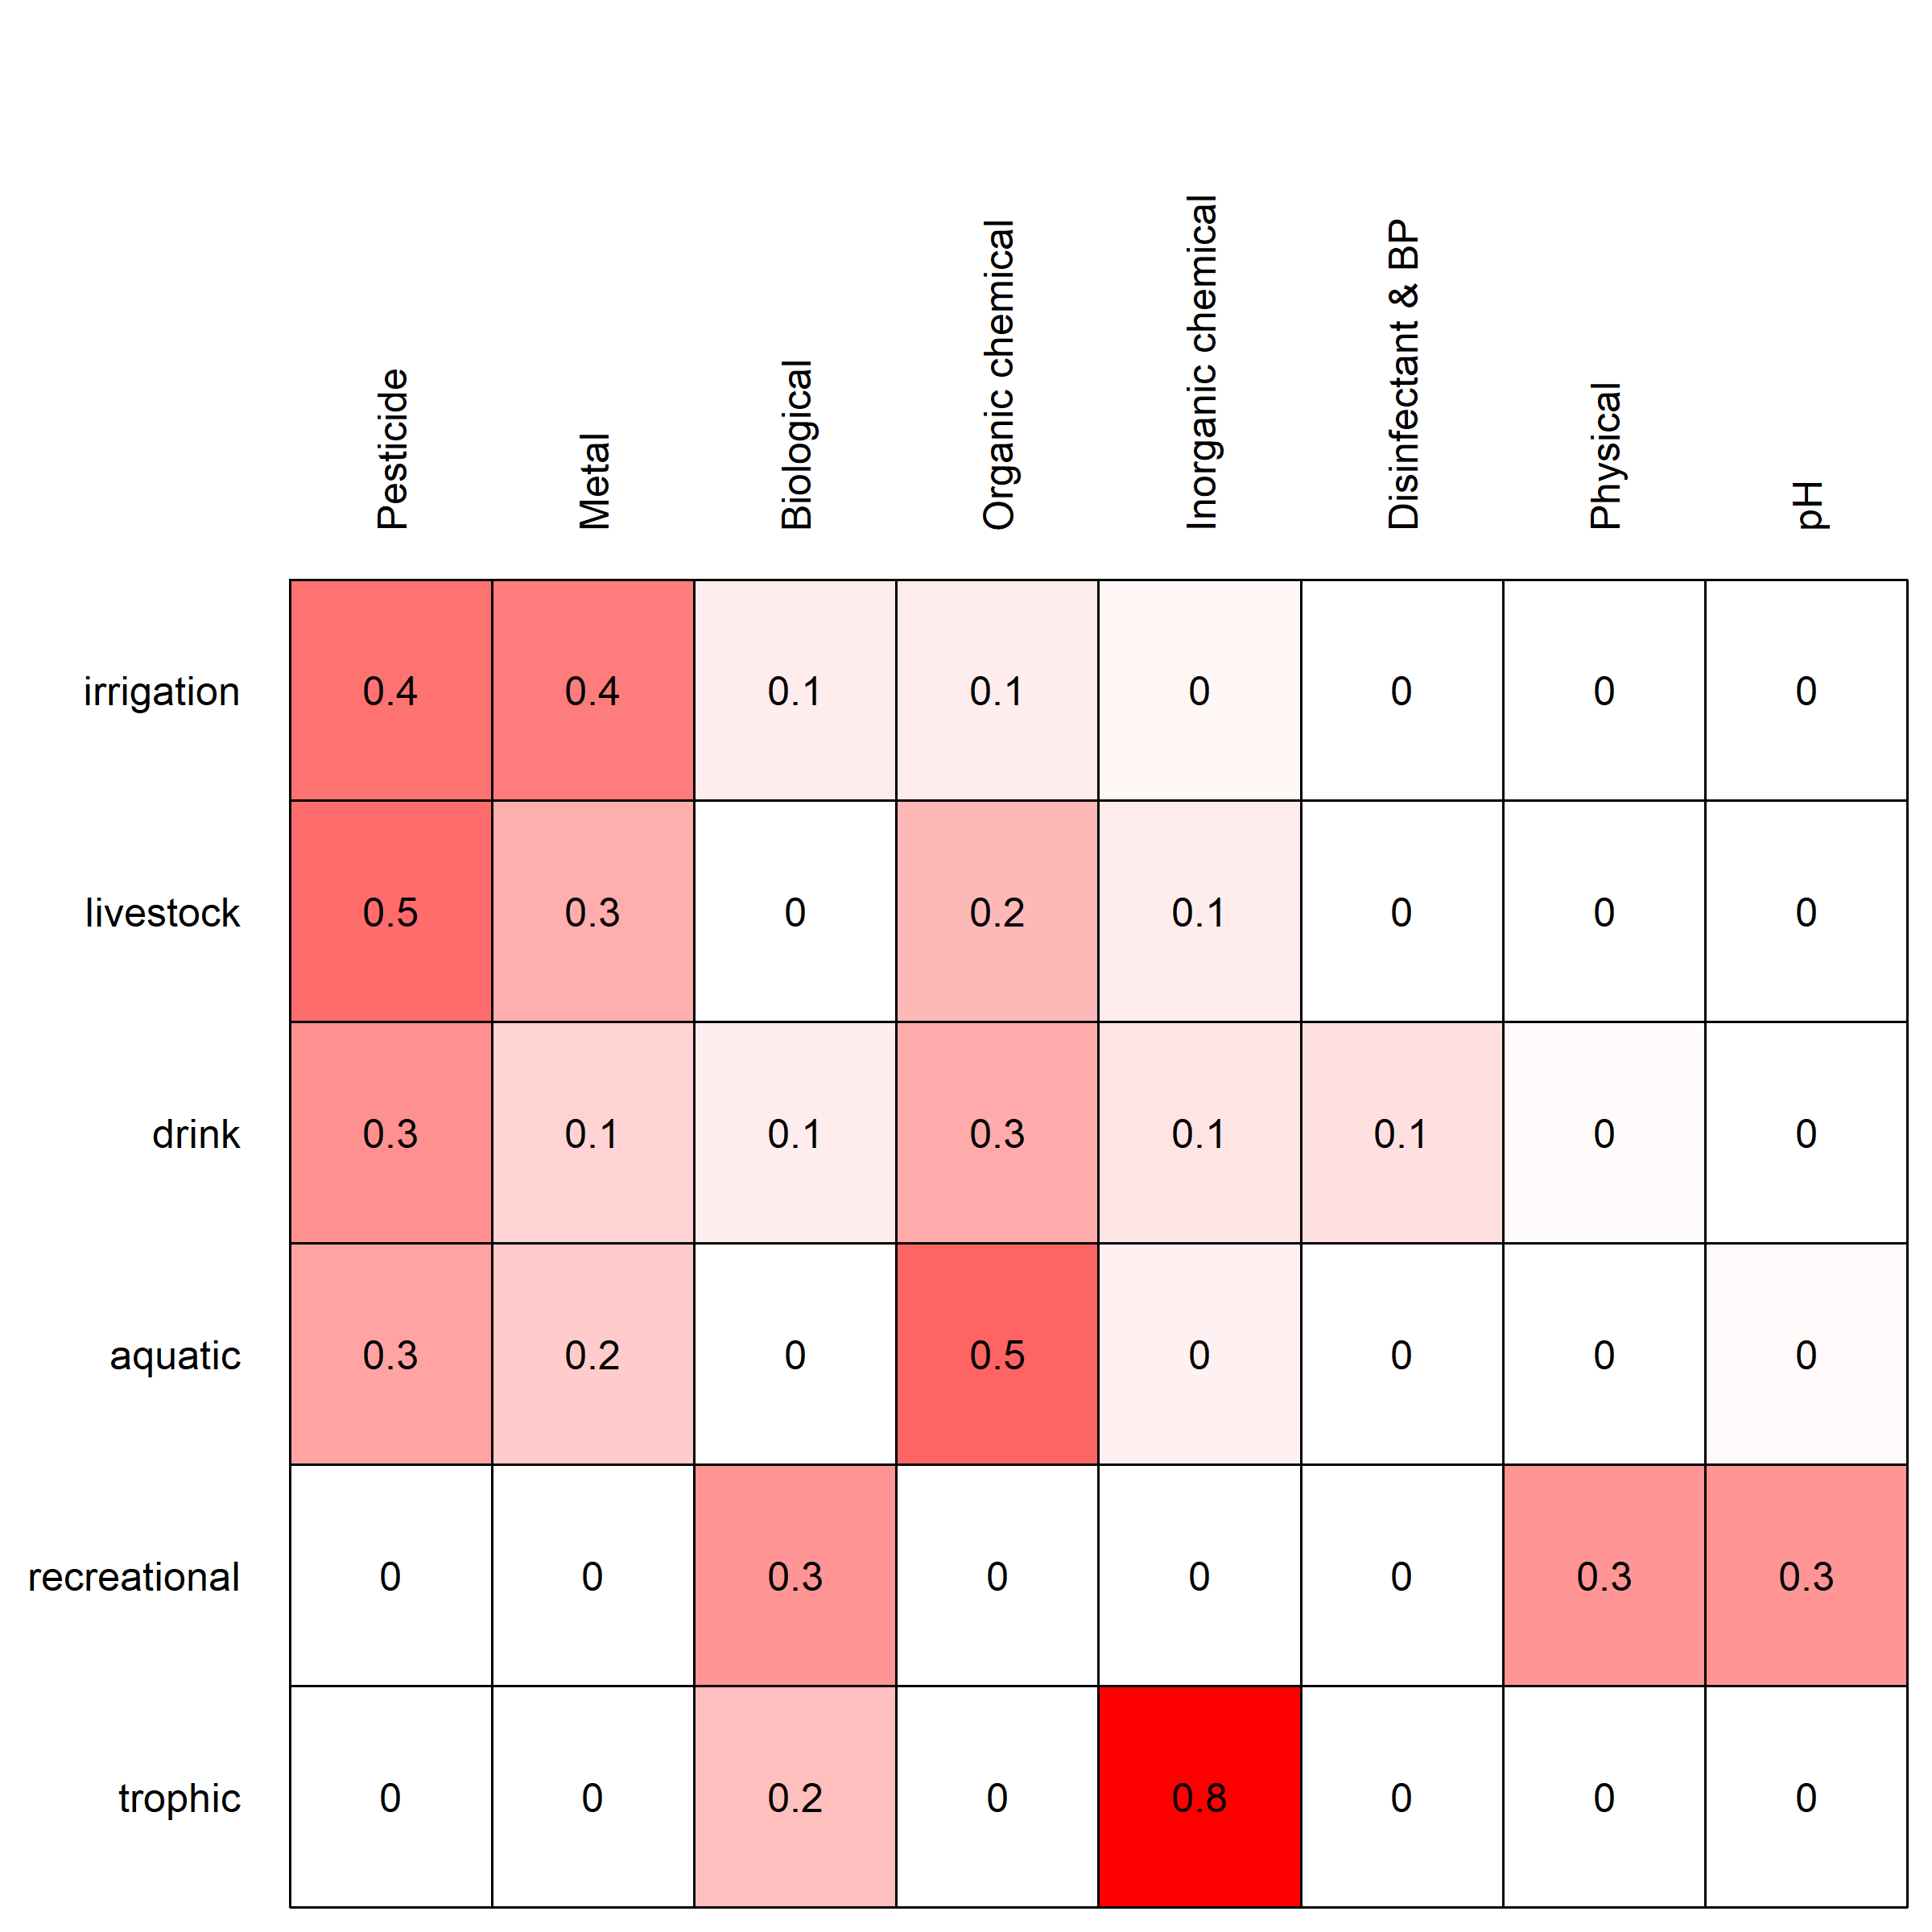 Pesticide
Metal
Biological
Organic chemical
Inorganic chemical
Disinfectant & BP
Physical
pH
irrigation 0.4 0.4 0.1 0.1 0 0 0 0
livestock 0.5 0.3 0 0.2 0.1 0 0 0
drink 0.3 0.1 0.1 0.3 0.1 0.1 0 0
aquatic 0.3 0.2 0 0.5 0 0 0 0
recreational 0 0 0.3 0 0 0 0.3 0.3
trophic 0 0 0.2 0 0.8 0 0 0